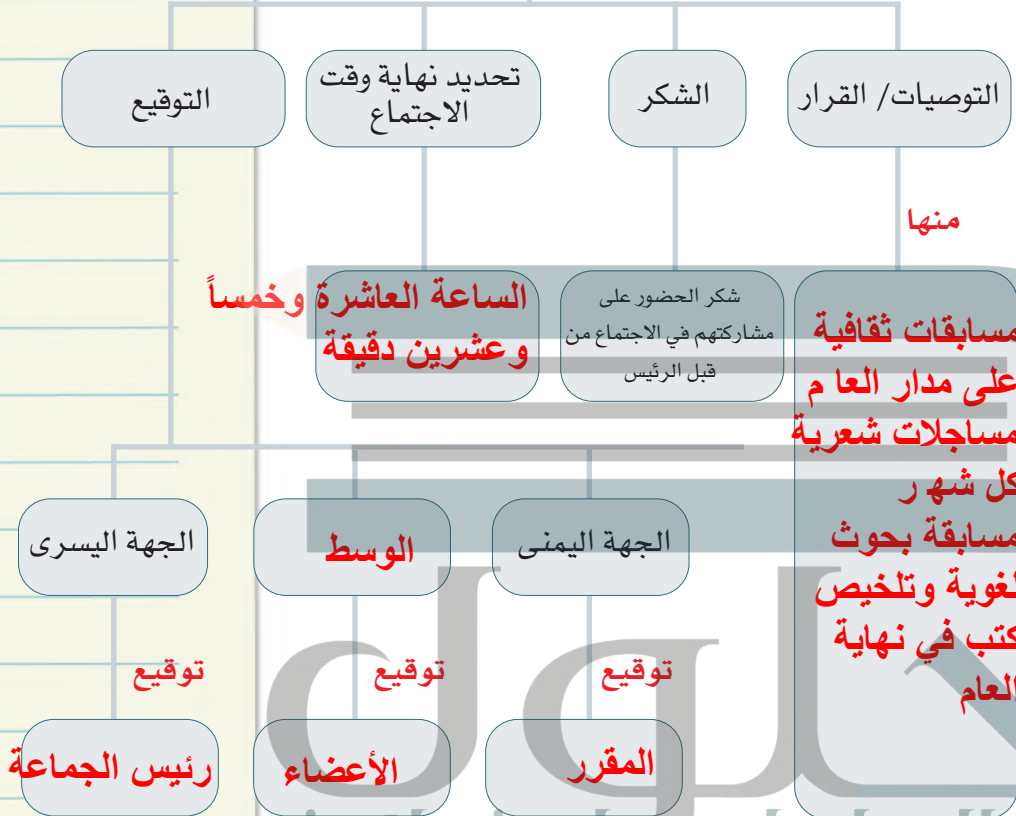 التوصيات/ القرار
الشكر
تحديد نهاية وقت
الاجتماع
التوقيع
منها
مسابقات ثقافية
على مدار العا م
مساجلات شعرية
كل شهر
مسابقة بحوث
لغوية وتلخيص
كتب في نهاية
العام
شكر الحضور على
مشاركتهم في الاجتماع من
قبل الرئيس
الساعة العاشرة وخمساً
وعشرين دقيقة
الجهة اليمنى
الوسط
الجهة اليسرى
توقيع
توقيع
توقيع
المقرر
الأعضاء
رئيس الجماعة